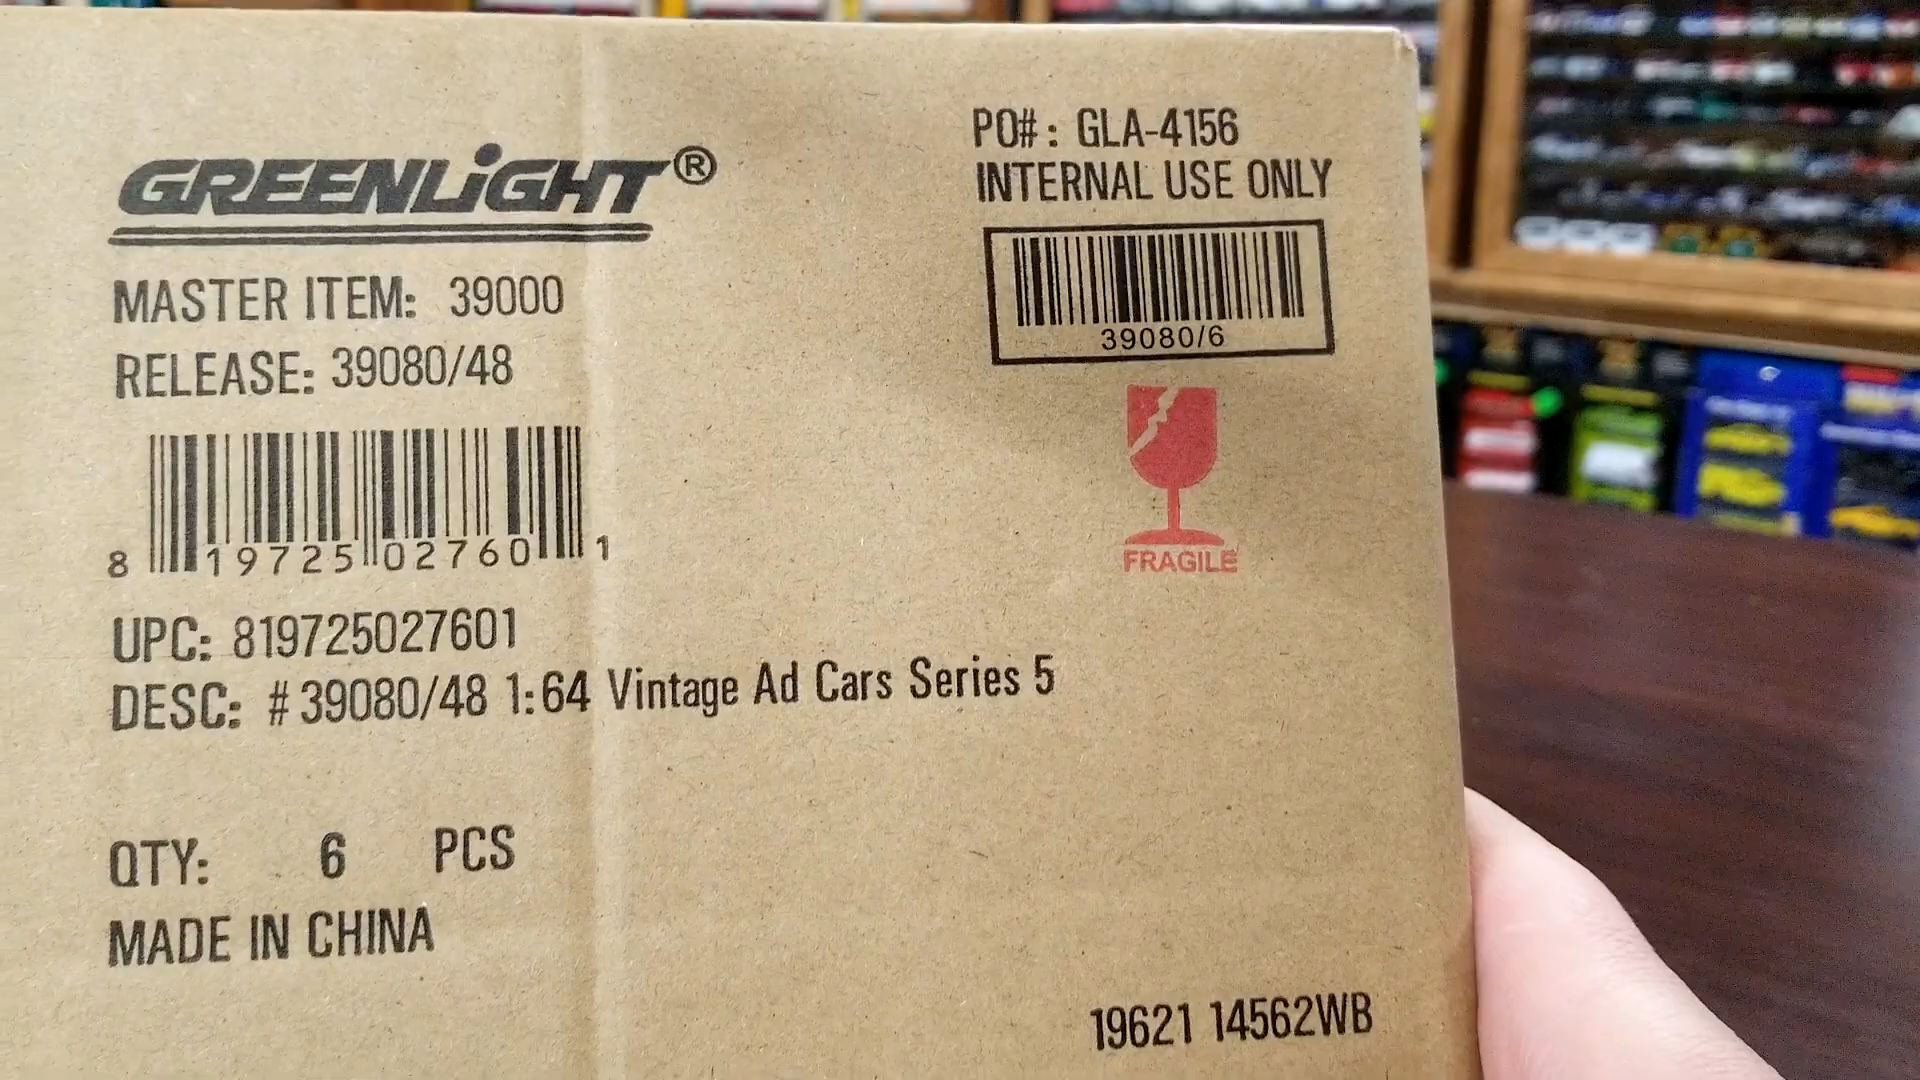 GREENLiGHT®
MASTER ITEM: 39000
RELEASE: 39080/48
8 19725 02760 1
UPC: 819725027601
DESC: #39080/48 1:64 Vintage Ad Cars Series 5
QTY: 6 PCS
MADE IN CHINA
PO#: GLA-4156
INTERNAL USE ONLY
39080/6
FRAGILE
19621 14562WB